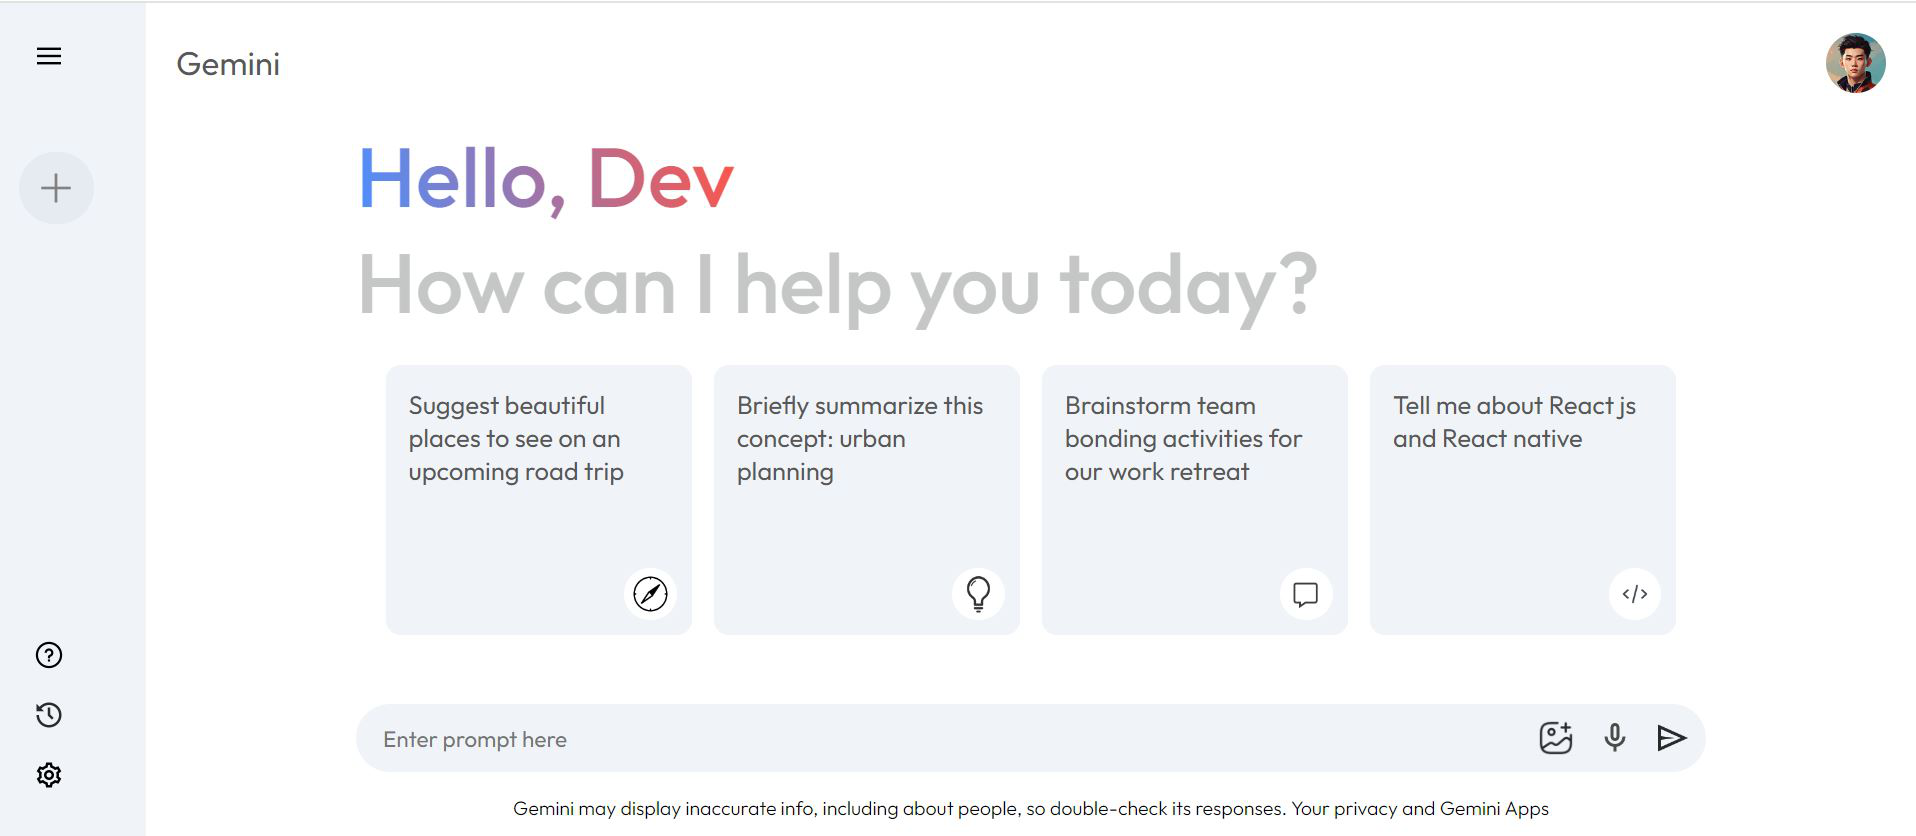 Gemini
Hello, Dev
How can I help you today?
Suggest beautiful
places to see on an
upcoming road trip
Briefly summarize this
concept: urban
planning
Brainstorm team
bonding activities for
our work retreat
Tell me about React js
and React native
Enter prompt here
Gemini may display inaccurate info, including about people, so double-check its responses. Your privacy and Gemini Apps